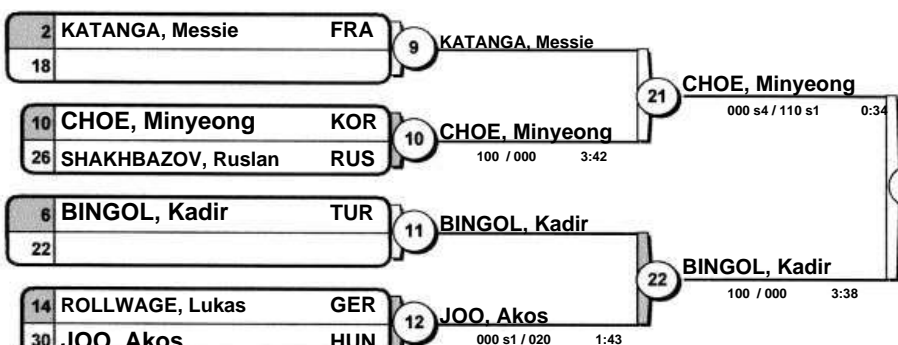 2 KATANGA, Messie FRA
18
9 KATANGA, Messie
10 CHOE, Minyeong KOR
26 SHAKHBAZOV, Ruslan RUS
10 CHOE, Minyeong
100 / 000 3:42
21 CHOE, Minyeong
000 s4 / 110 s1 0:34
6 BINGOL, Kadir TUR
22
11 BINGOL, Kadir
14 ROLLWAGE, Lukas GER
30 JOO, Akos HUN
12 JOO, Akos
000 s1 / 020 1:43
22 BINGOL, Kadir
100 / 000 3:38